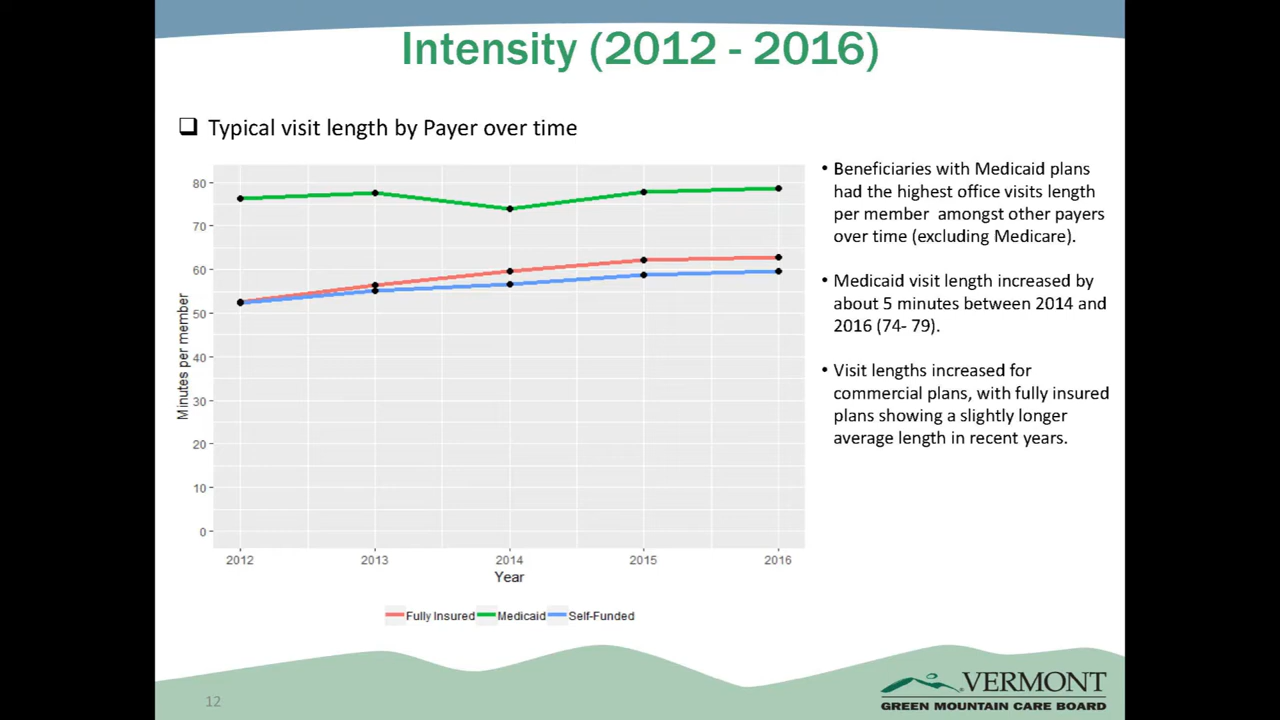 Intensity (2012 - 2016)
Typical visit length by Payer over time
• Beneficiaries with Medicaid plans
had the highest office visits length
per member amongst other payers
over time (excluding Medicare).
• Medicaid visit length increased by
about 5 minutes between 2014 and
2016 (74- 79).
• Visit lengths increased for
commercial plans, with fully insured
plans showing a slightly longer
average length in recent years.
Minutes per member
80
70
60
50
40
30
20
10
0
2012 2013 2014 2015 2016
Year
Fully Insured Medicaid Self-Funded
12
VERMONT
GREEN MOUNTAIN CARE BOARD